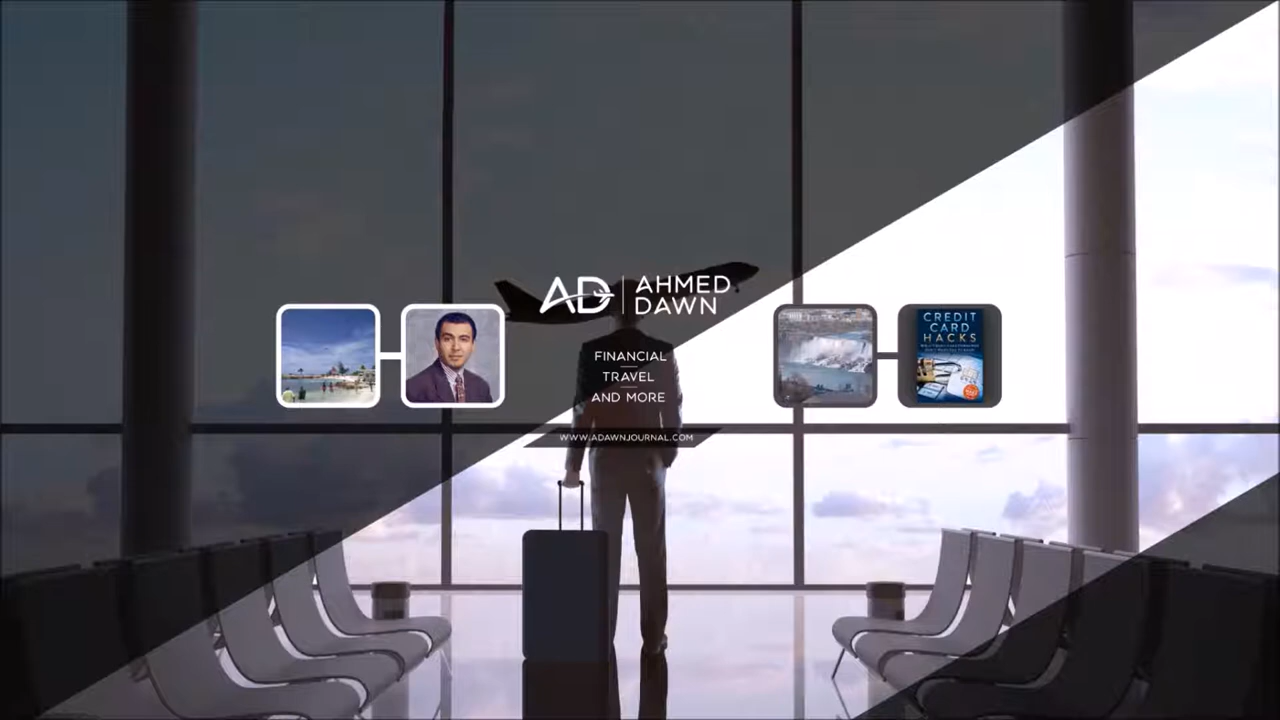 AD
AHMED
DAWN
FINANCIAL
TRAVEL
AND MORE
WWW.ADAWNJOURNAL.COM
CREDIT
CARD
HACKS